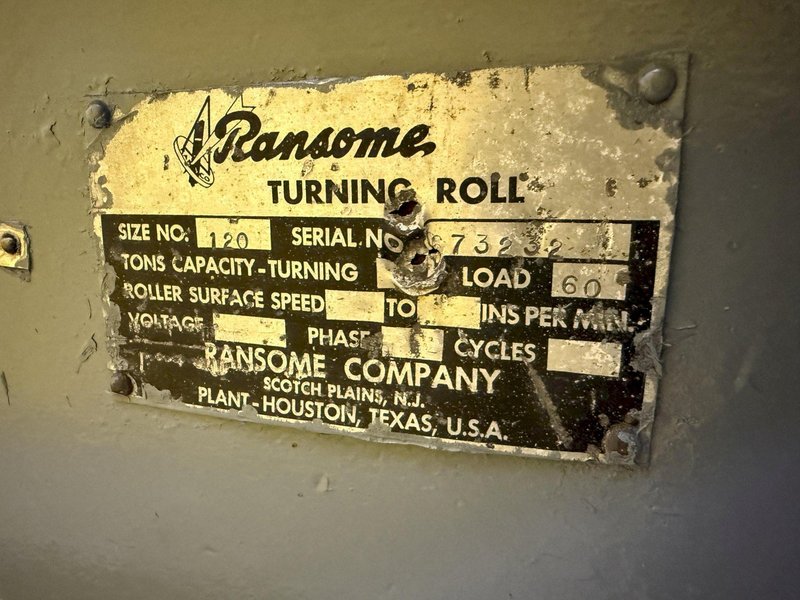 Ransome
TURNING ROLL
SIZE NO. 120 SERIAL NO 673232
TONS CAPACITY-TURNING LOAD 60
ROLLER SURFACE SPEED TO INS PER MIN.
VOLTAGE PHASE CYCLES
RANSOME COMPANY
SCOTCH PLAINS, N.J.
PLANT-HOUSTON, TEXAS, U.S.A.